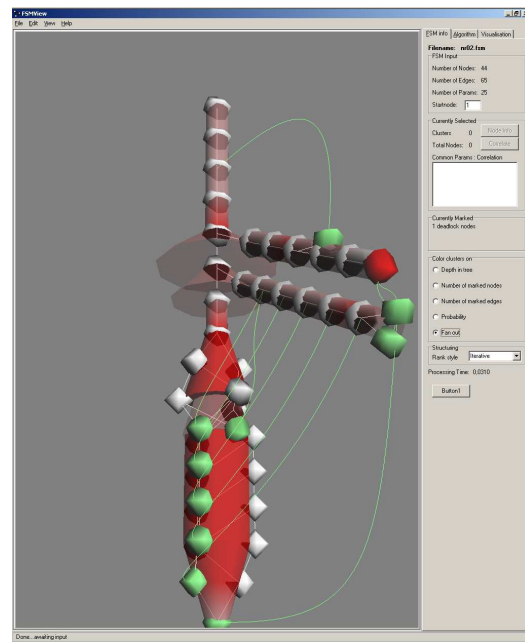 FSMView
File Edit View Help
FSM info Algorithm Visualisation
Filename: nr02.fsm
FSM Input
Number of Nodes: 44
Number of Edges: 65
Number of Params: 25
Startnode: 1
Currently Selected
Clusters 0 Node info
Total Nodes: 0 Correlate
Common Params : Correlation
Currently Marked
1 deadlock nodes
Color clusters on
Depth in tree
Number of marked nodes
Number of marked edges
Probability
Fan out
Structuring
Rank style Iterative
Processing Time: 0,0310
Button1
Done...awaiting input